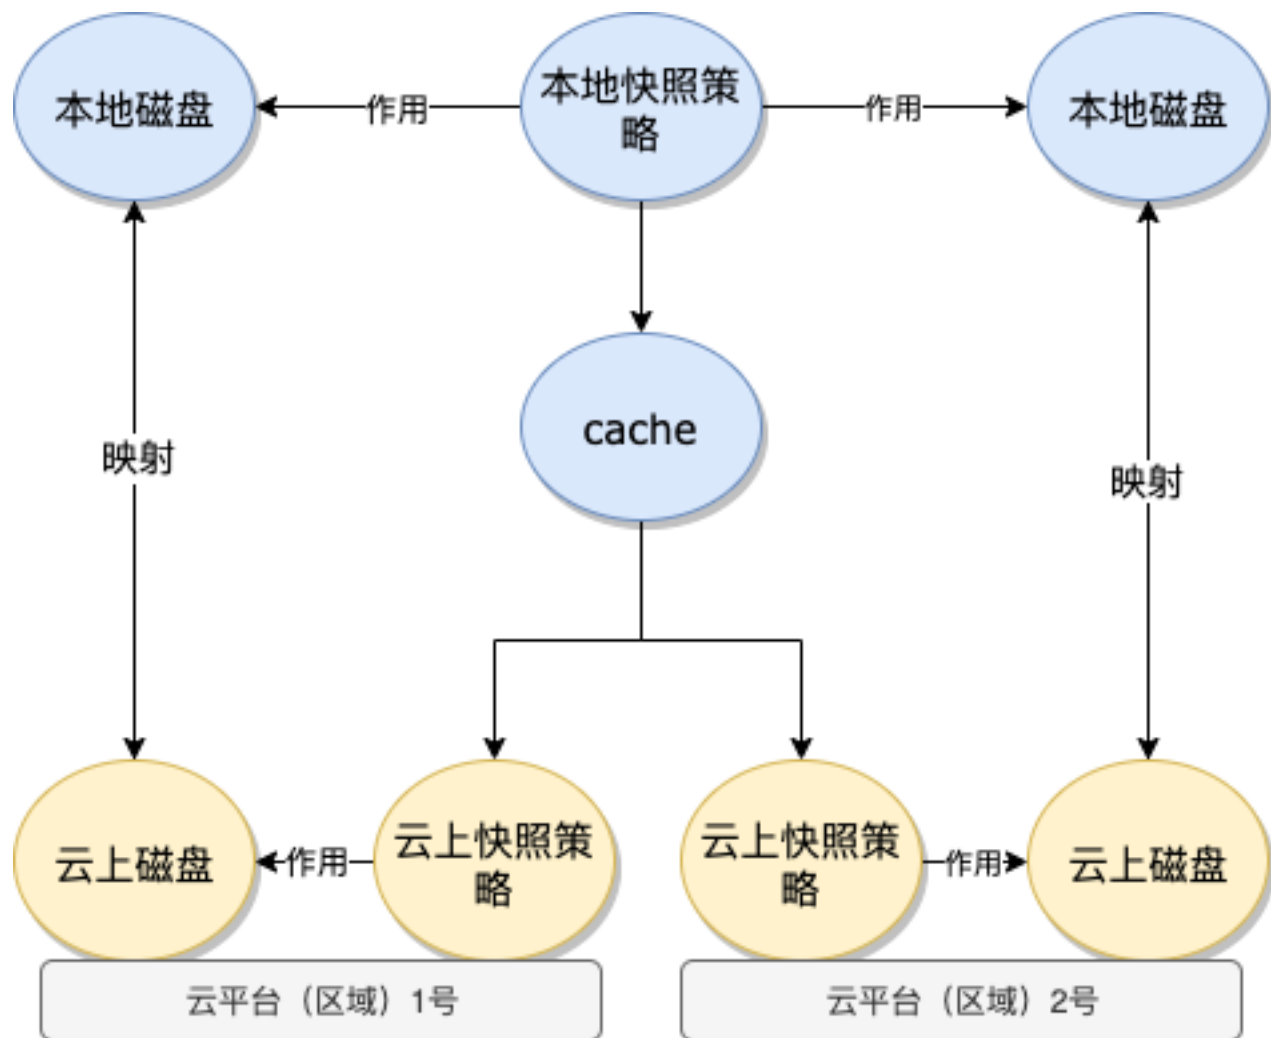 本地磁盘
作用
本地快照策
略
作用
本地磁盘
cache
映射
映射
云上磁盘
作用
云上快照策
略
云上快照策
略
作用
云上磁盘
云平台（区域）1号
云平台（区域）2号